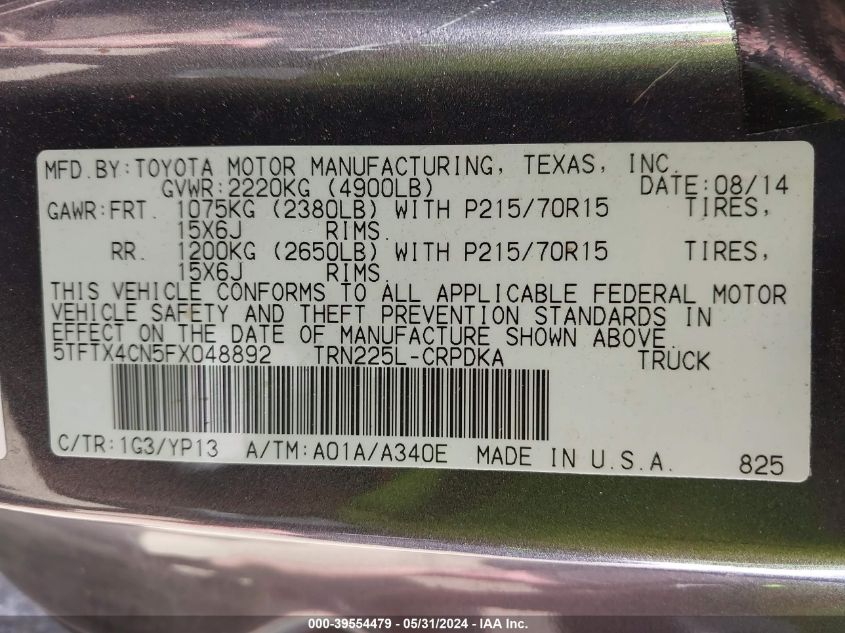 MFD.BY:TOYOTA MOTOR MANUFACTURING, TEXAS, INC.
GVWR:2220KG (4900LB) DATE:08/14
GAWR:FRT. 1075KG (2380LB) WITH P215/70R15 TIRES,
15X6J RIMS.
RR. 1200KG (2650LB) WITH P215/70R15 TIRES,
15X6J RIMS.
THIS VEHICLE CONFORMS TO ALL APPLICABLE FEDERAL MOTOR
VEHICLE SAFETY AND THEFT PREVENTION STANDARDS IN
EFFECT ON THE DATE OF MANUFACTURE SHOWN ABOVE.
5TFTX4CN5FX048892 TRN225L-CRPDKA TRUCK
C/TR:1G3/YP13 A/TM:A01A/A340E MADE IN U.S.A. 825
000-39554479 - 05/31/2024 - IAA Inc.